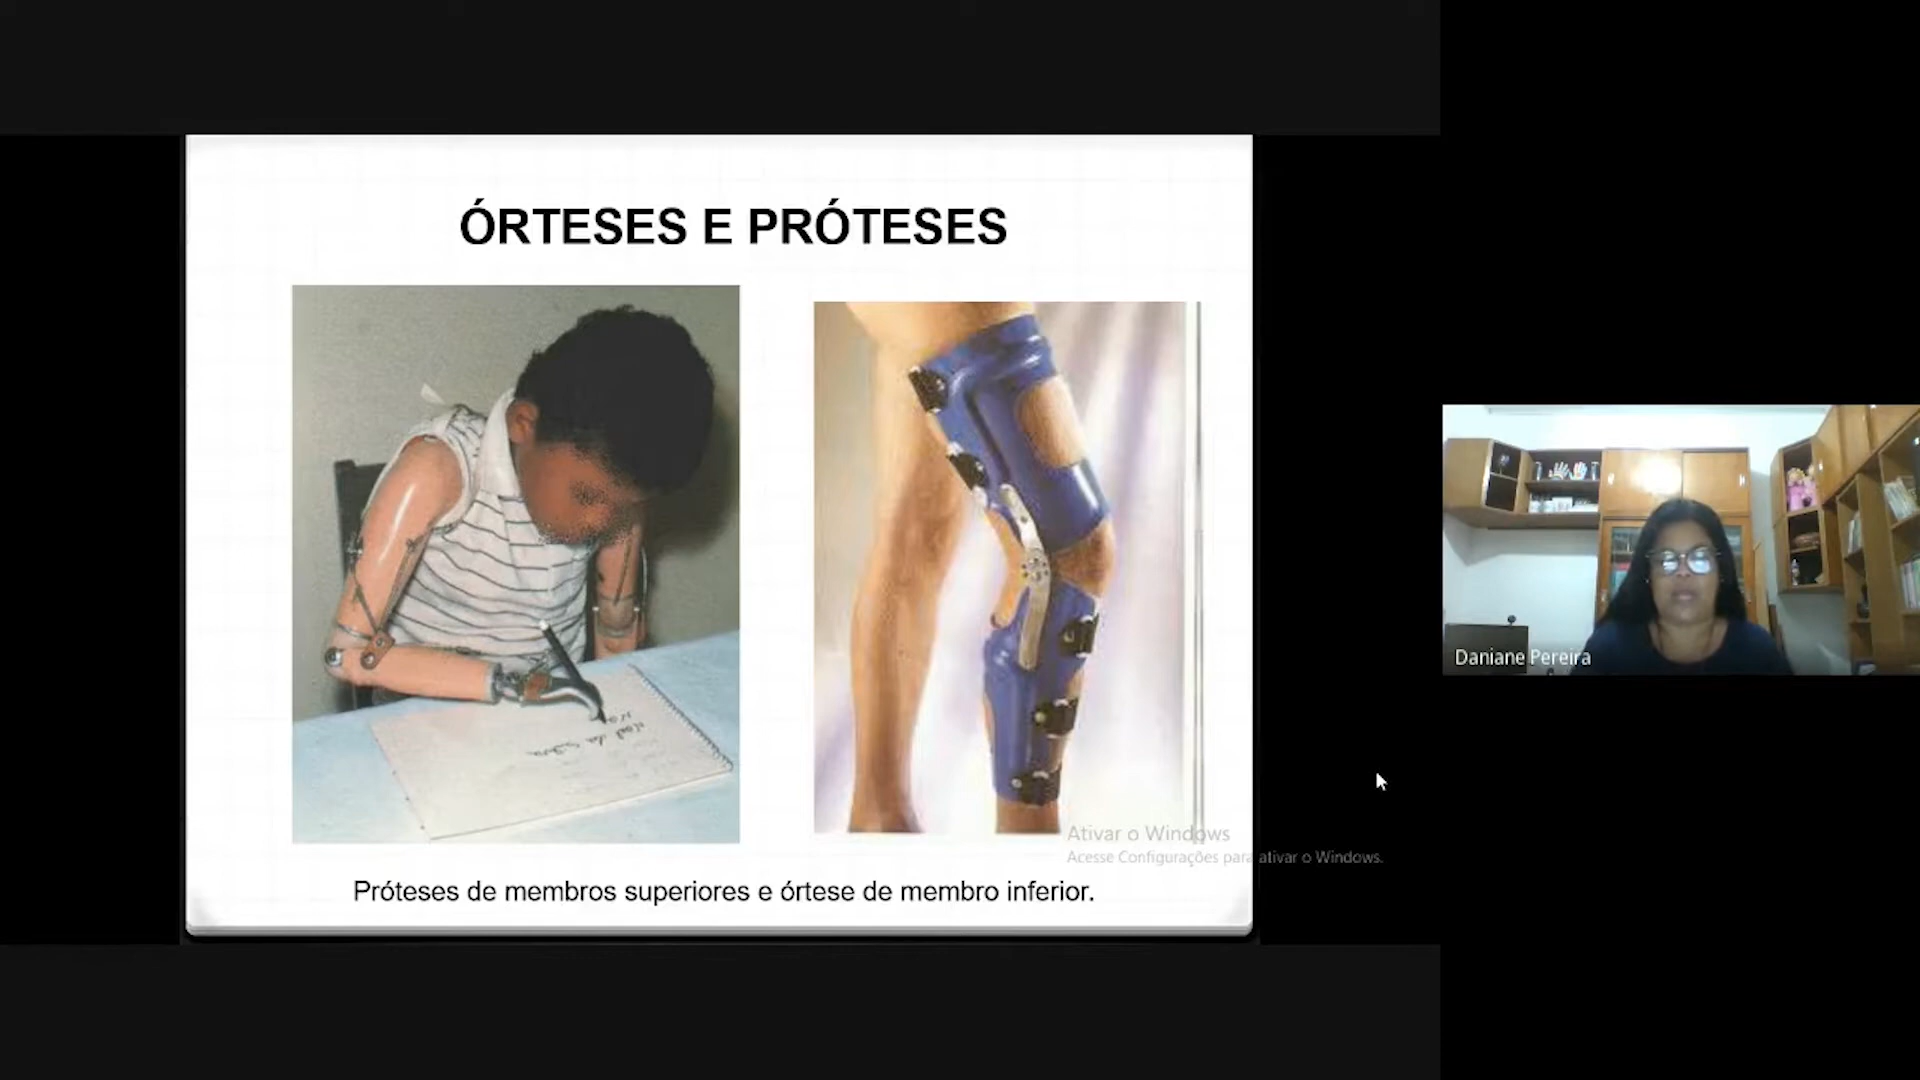 ÓRTESES E PRÓTESES
Ativar o Windows
Acesse Configurações para ativar o Windows.
Próteses de membros superiores e órtese de membro inferior.
Daniane Pereira